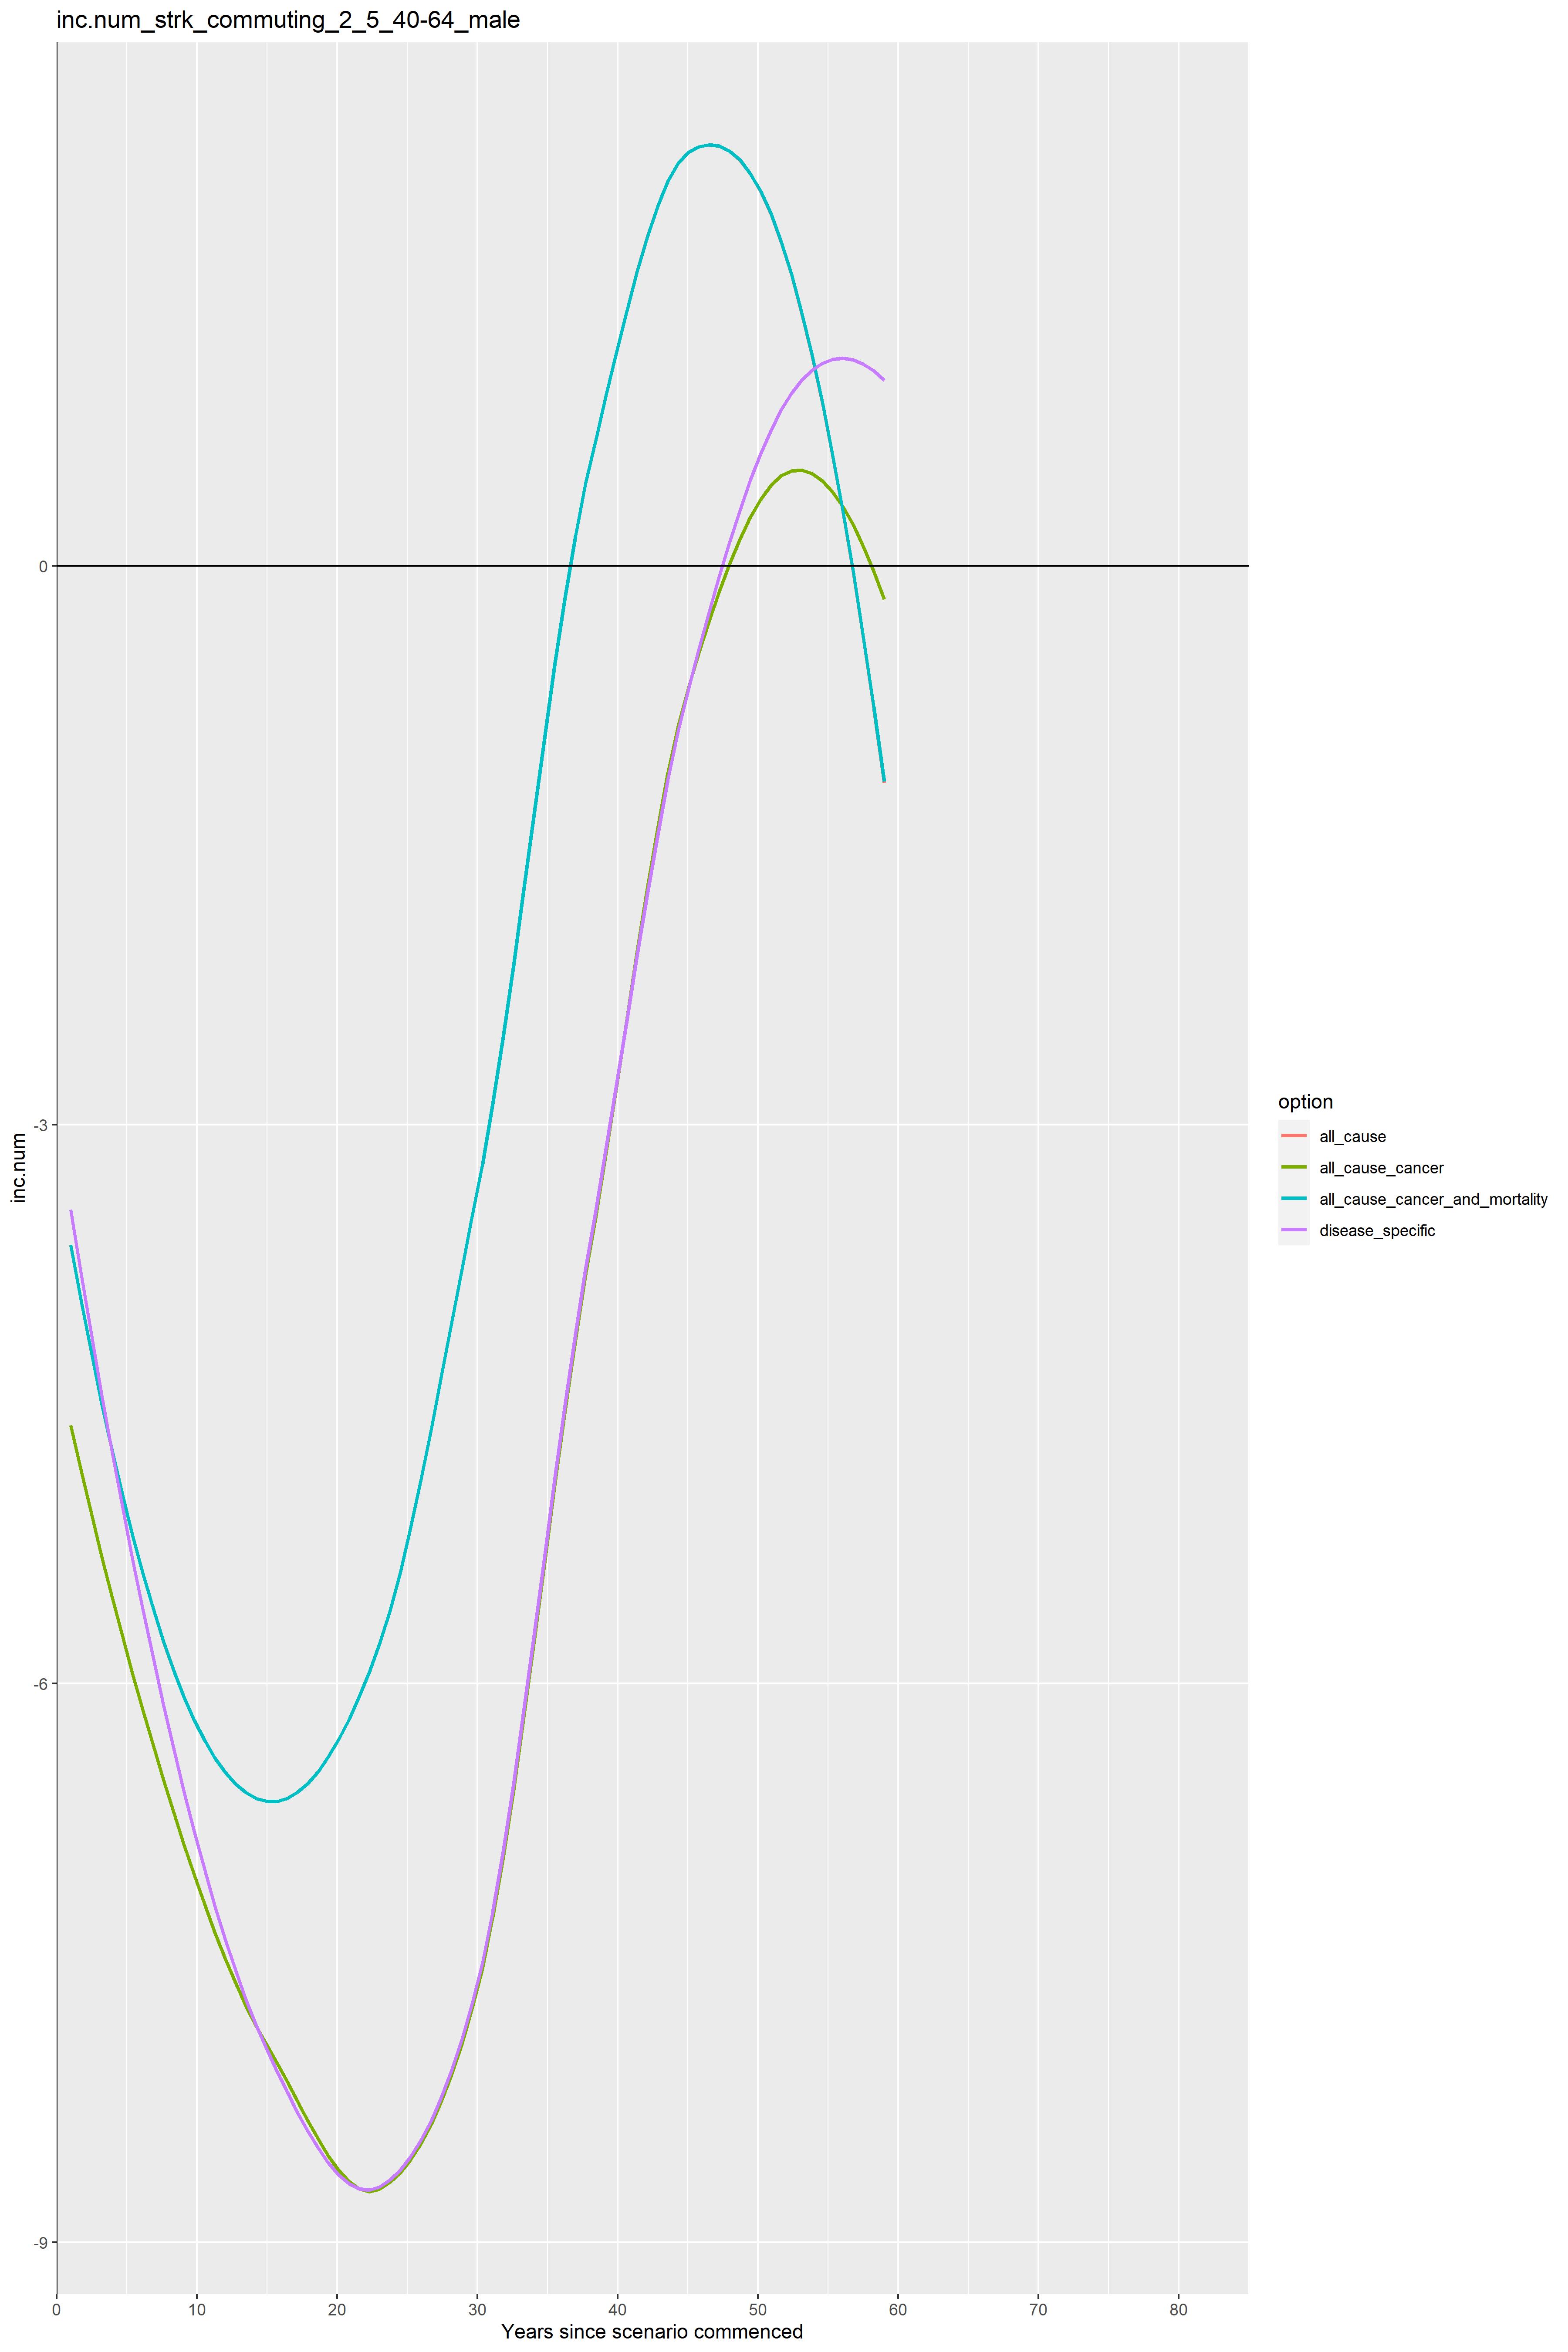 inc.num_strk_commuting_2_5_40-64_male
0
-3
-6
-9
inc.num
0 10 20 30 40 50 60 70 80
Years since scenario commenced
option
all_cause
all_cause_cancer
all_cause_cancer_and_mortality
disease_specific